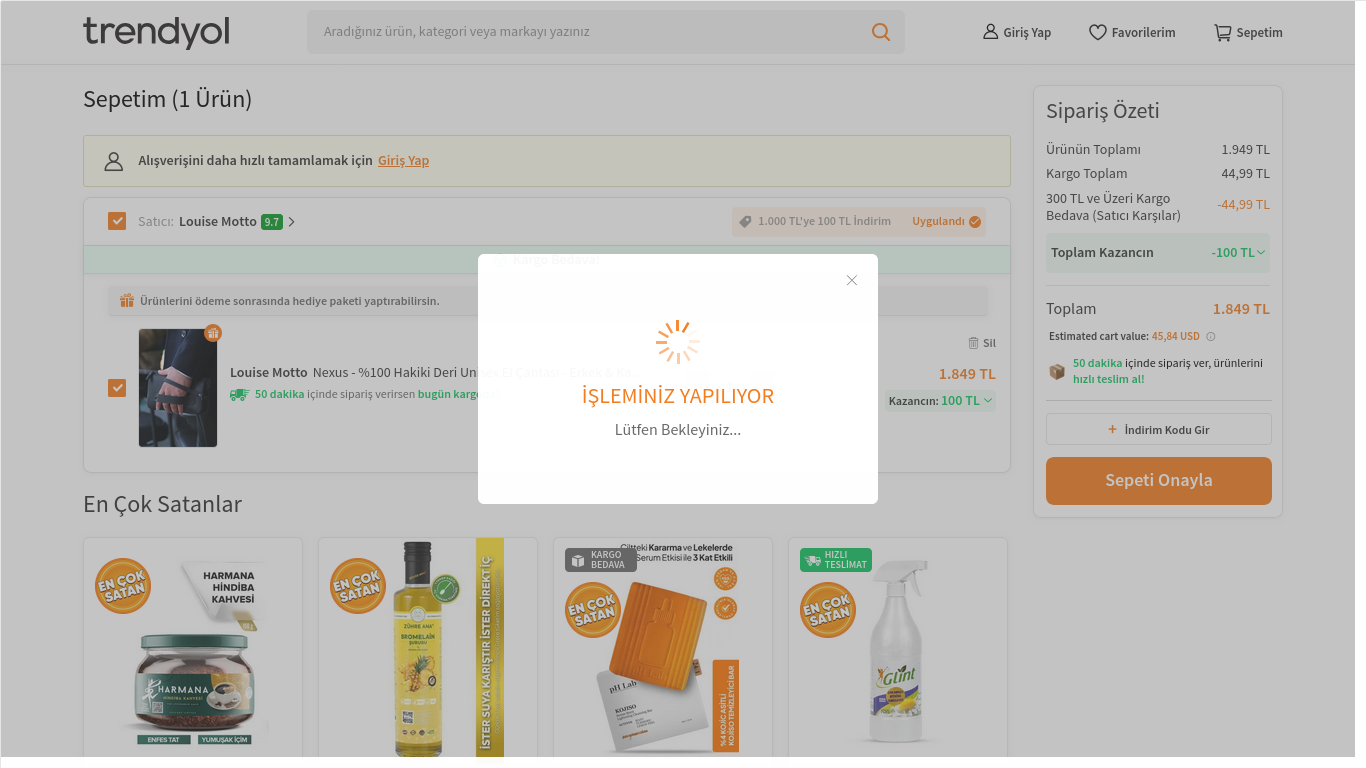 trendyol
Aradığınız ürün, kategori veya markayı yazınız
Giriş Yap
Favorilerim
Sepetim
Sepetim (1 Ürün)
Alışverişini daha hızlı tamamlamak için Giriş Yap
Satıcı: Louise Motto 9.7
1.000 TL'ye 100 TL İndirim Uygulandı
Kargo Bedava!
Ürünlerini ödeme sonrasında hediye paketi yaptırabilirsin.
Sil
Louise Motto Nexus - %100 Hakiki Deri Unisex El Çantası - Erkek & Ka...
50 dakika içinde sipariş verirsen bugün kargo
1.849 TL
Kazancın: 100 TL
İŞLEMİNİZ YAPILIYOR
Lütfen Bekleyiniz...
Sipariş Özeti
Ürünün Toplamı 1.949 TL
Kargo Toplam 44,99 TL
300 TL ve Üzeri Kargo
Bedava (Satıcı Karşılar) -44,99 TL
Toplam Kazancın -100 TL
Toplam 1.849 TL
Estimated cart value: 45,84 USD
50 dakika içinde sipariş ver, ürünlerini
hızlı teslim al!
+ İndirim Kodu Gir
Sepeti Onayla
En Çok Satanlar
EN ÇOK
SATAN
HARMANA
HİNDİBA
KAHVESİ
HARMANA
HİNDİBA KAHVESİ
ENFES TAT
YUMUŞAK İÇİM
EN ÇOK
SATAN
ZÜHRE ANA
BROMELAIN
ŞURUBU
İSTER SUYA KARIŞTIR İSTER DİREKT İÇ
KARGO
BEDAVA
Ciltteki Kararma ve Lekelerde
Serum Etkisi ile 3 Kat Etkili
EN ÇOK
SATAN
pH Lab
KOJISO
%4 KOJİK ASİTLİ
KOJISO TEMİZLEYİCİ BAR
HIZLI
TESLİMAT
EN ÇOK
SATAN
Glint